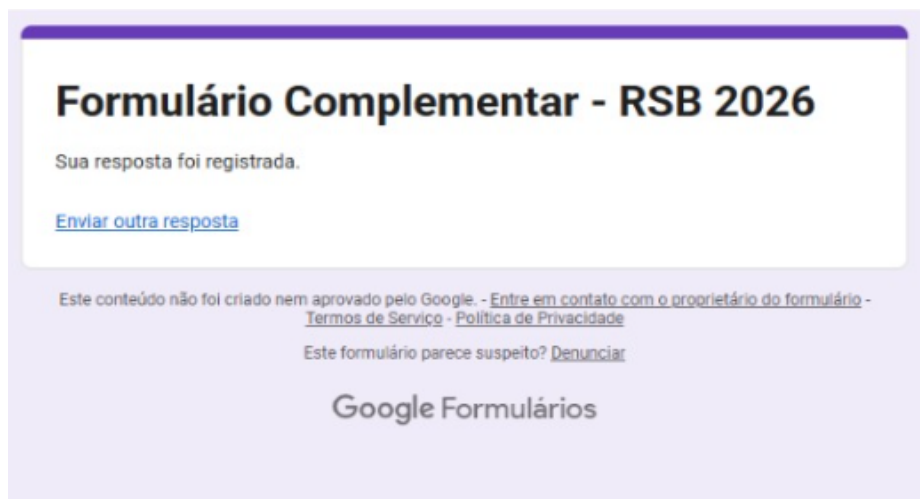 Formulário Complementar - RSB 2026
Sua resposta foi registrada.
Enviar outra resposta
Este conteúdo não foi criado nem aprovado pelo Google. - Entre em contato com o proprietário do formulário -
Termos de Serviço - Política de Privacidade
Este formulário parece suspeito? Denunciar
Google Formulários